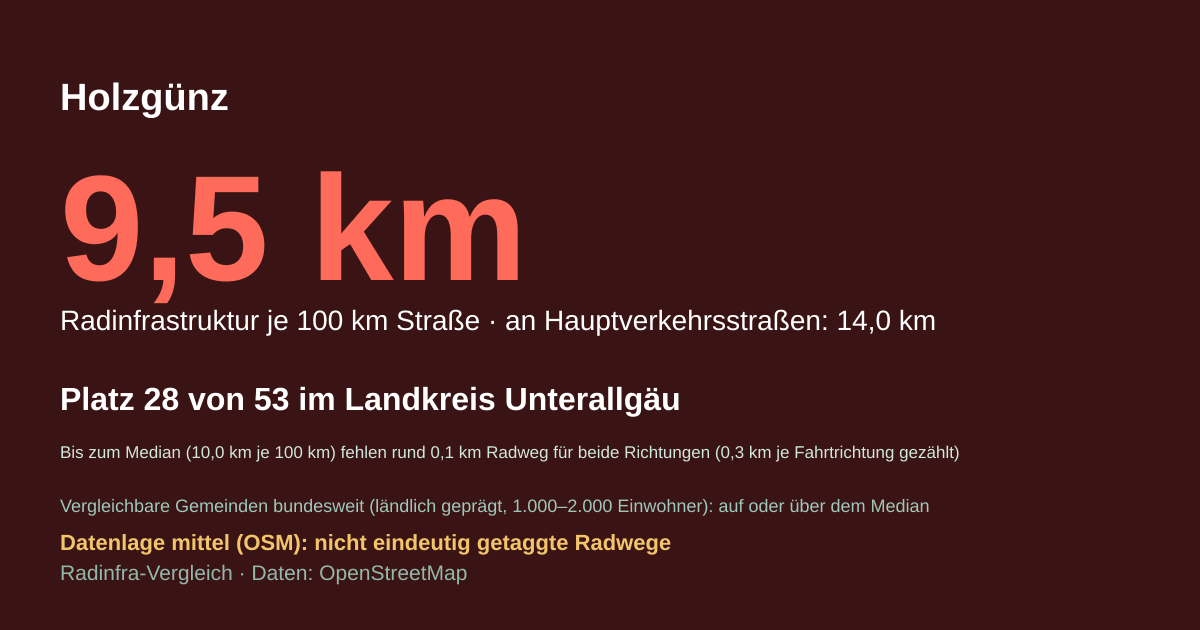 Holzgünz
9,5 km
Radinfrastruktur je 100 km Straße · an Hauptverkehrsstraßen: 14,0 km
Platz 28 von 53 im Landkreis Unterallgäu
Bis zum Median (10,0 km je 100 km) fehlen rund 0,1 km Radweg für beide Richtungen (0,3 km je Fahrtrichtung gezählt)
Vergleichbare Gemeinden bundesweit (ländlich geprägt, 1.000–2.000 Einwohner): auf oder über dem Median
Datenlage mittel (OSM): nicht eindeutig getaggte Radwege
Radinfra-Vergleich · Daten: OpenStreetMap